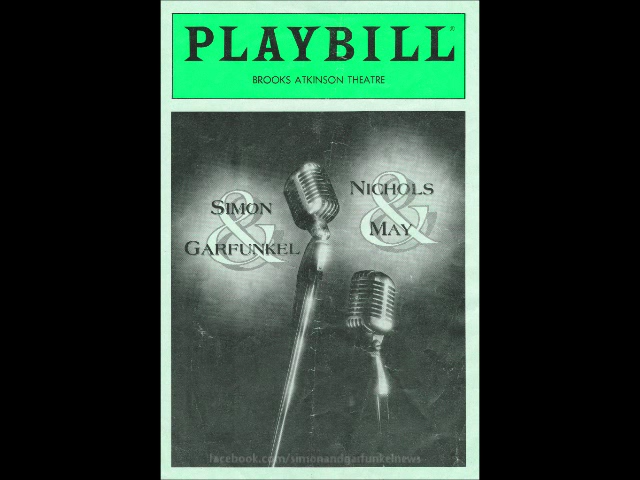 PLAYBILL®
BROOKS ATKINSON THEATRE
SIMON
&
GARFUNKEL
NICHOLS
&
MAY
facebook.com/simonandgarfunkelnews